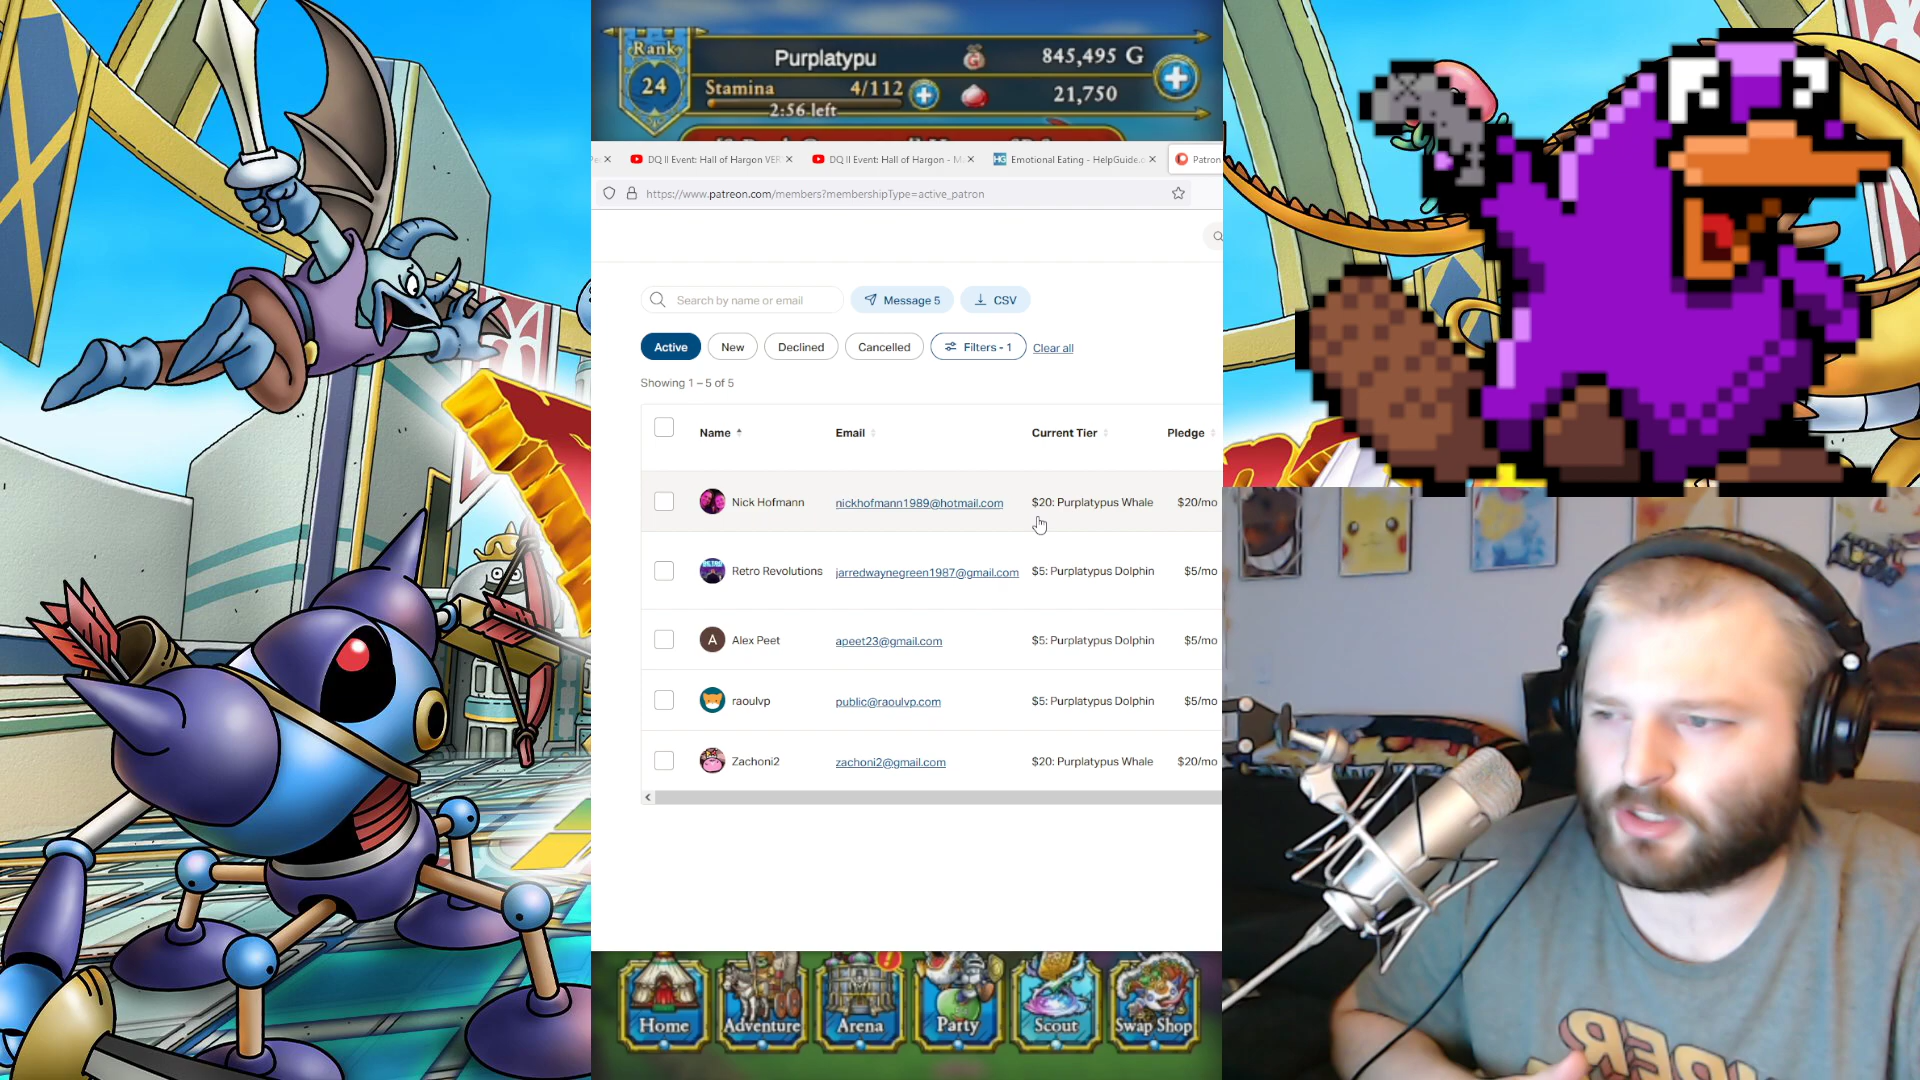 Rank
24
Purplatypu
845,495 G
Stamina 4/112
21,750
2:56 left
DQ II Event: Hall of Hargon VER
DQ II Event: Hall of Hargon - M
HG Emotional Eating - HelpGuide.o
Patron
https://www.patreon.com/members?membershipType=active_patron
Search by name or email
Message 5
CSV
Active
New
Declined
Cancelled
Filters - 1
Clear all
Showing 1 – 5 of 5
Name Email Current Tier Pledge
Nick Hofmann nickhofmann1989@hotmail.com $20: Purplatypus Whale $20/mo
Retro Revolutions jarredwaynegreen1987@gmail.com $5: Purplatypus Dolphin $5/mo
A Alex Peet apeet23@gmail.com $5: Purplatypus Dolphin $5/mo
raoulvp public@raoulvp.com $5: Purplatypus Dolphin $5/mo
Zachoni2 zachoni2@gmail.com $20: Purplatypus Whale $20/mo
Home
Adventure
Arena
Party
Scout
Swap Shop